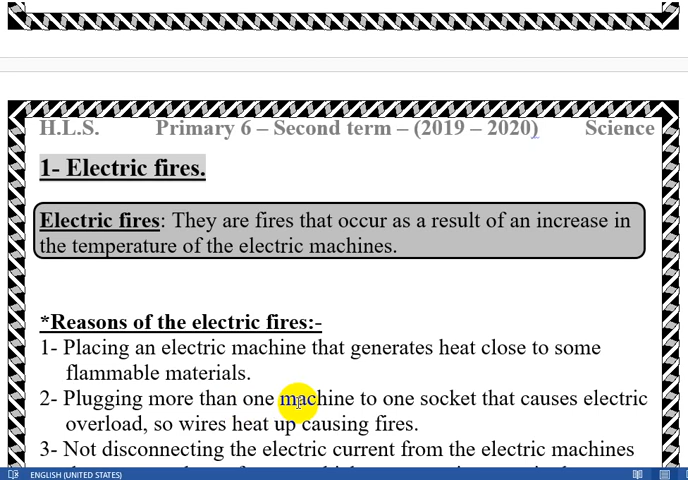 H.L.S. Primary 6 – Second term – (2019 – 2020) Science
1- Electric fires.
Electric fires: They are fires that occur as a result of an increase in
the temperature of the electric machines.
*Reasons of the electric fires:-
1- Placing an electric machine that generates heat close to some
flammable materials.
2- Plugging more than one machine to one socket that causes electric
overload, so wires heat up causing fires.
3- Not disconnecting the electric current from the electric machines
ENGLISH (UNITED STATES)